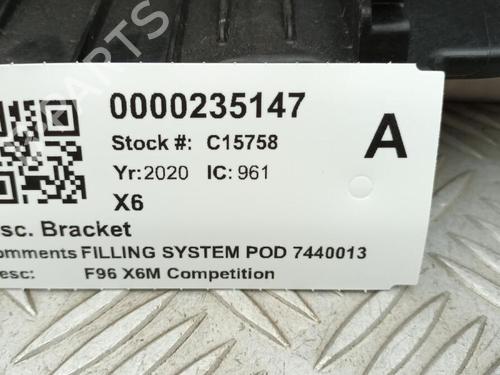 0000235147
Stock #: C15758
A
Yr: 2020 IC: 961
X6
sc. Bracket
omments FILLING SYSTEM POD 7440013
esc: F96 X6M Competition